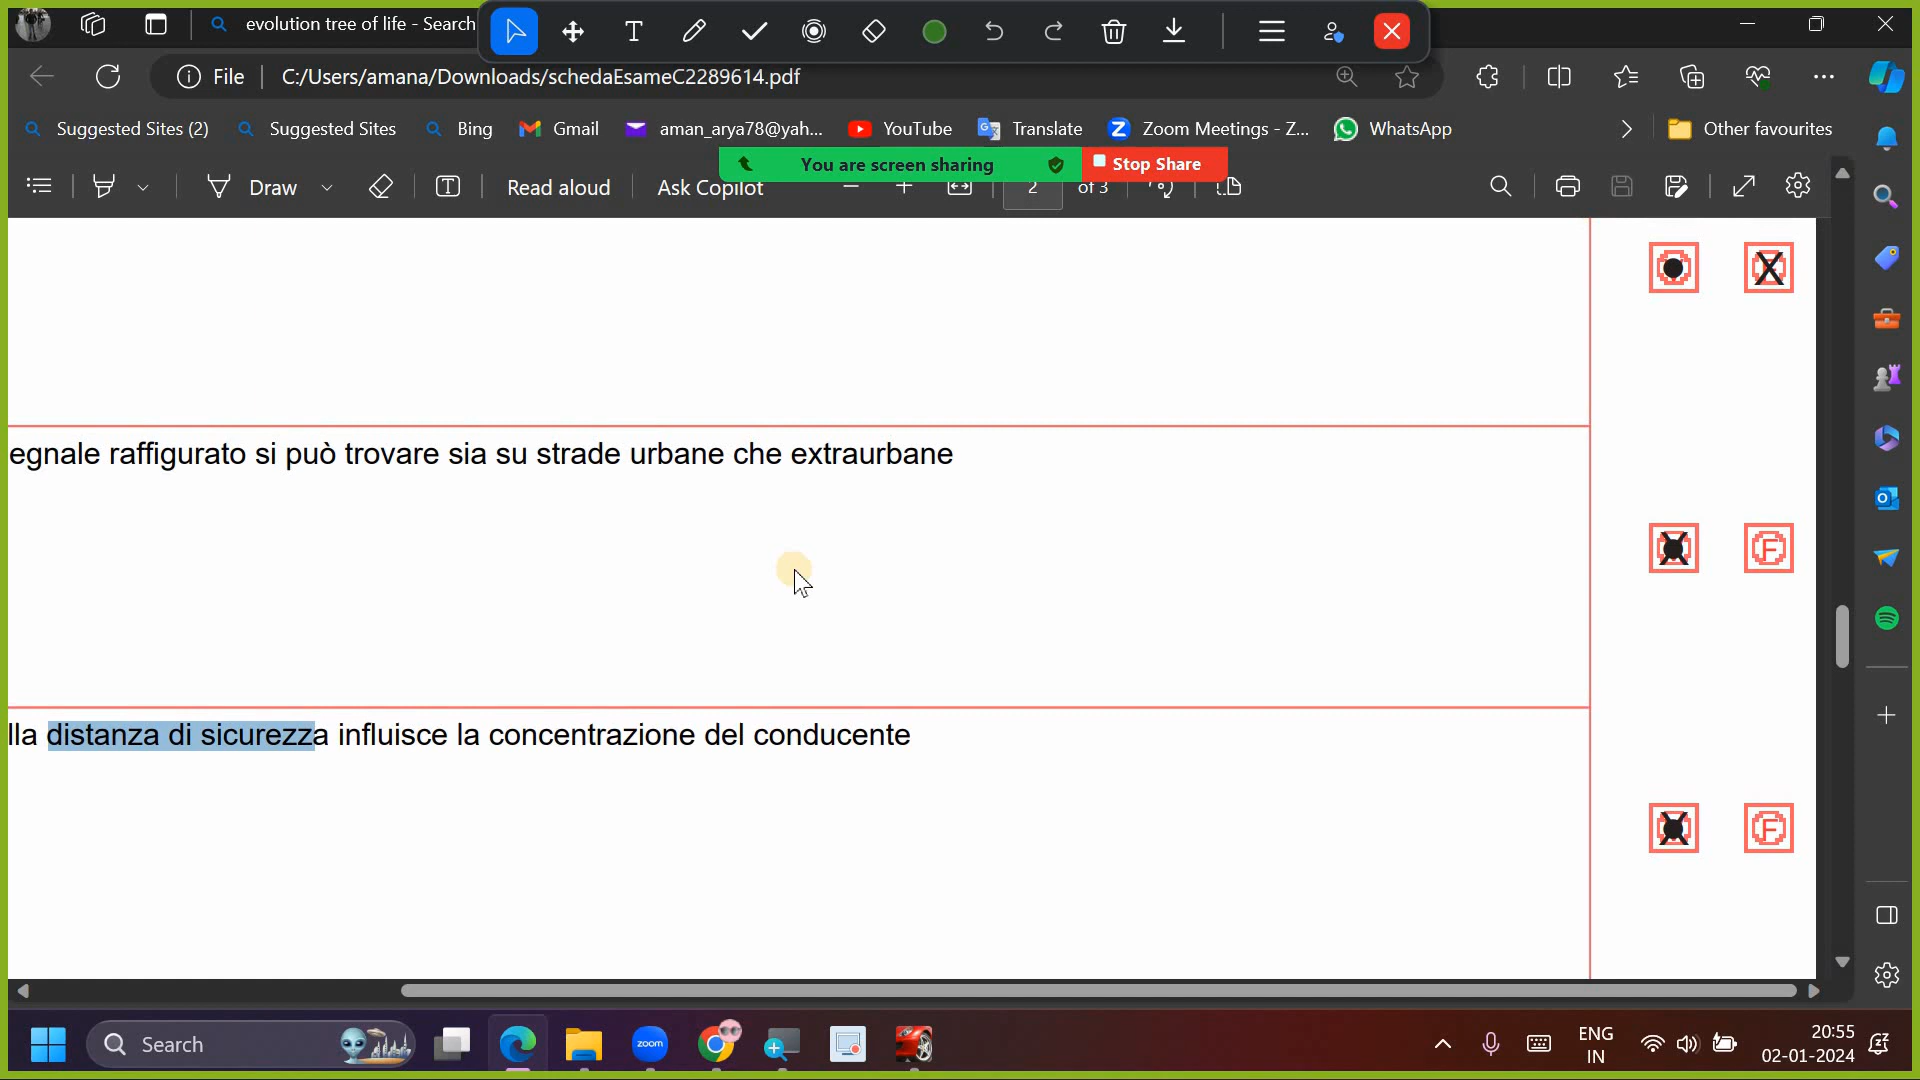 evolution tree of life - Search
T
File
C:/Users/amana/Downloads/schedaEsameC2289614.pdf
Suggested Sites (2)
Suggested Sites
Bing
Gmail
aman_arya78@yah...
YouTube
Translate
Zoom Meetings - Z...
WhatsApp
Other favourites
You are screen sharing
Stop Share
Draw
Read aloud
Ask Copilot
2
of 3
X
egnale raffigurato si può trovare sia su strade urbane che extraurbane
F
lla distanza di sicurezza influisce la concentrazione del conducente
F
Search
zoom
ENG
IN
20:55
02-01-2024